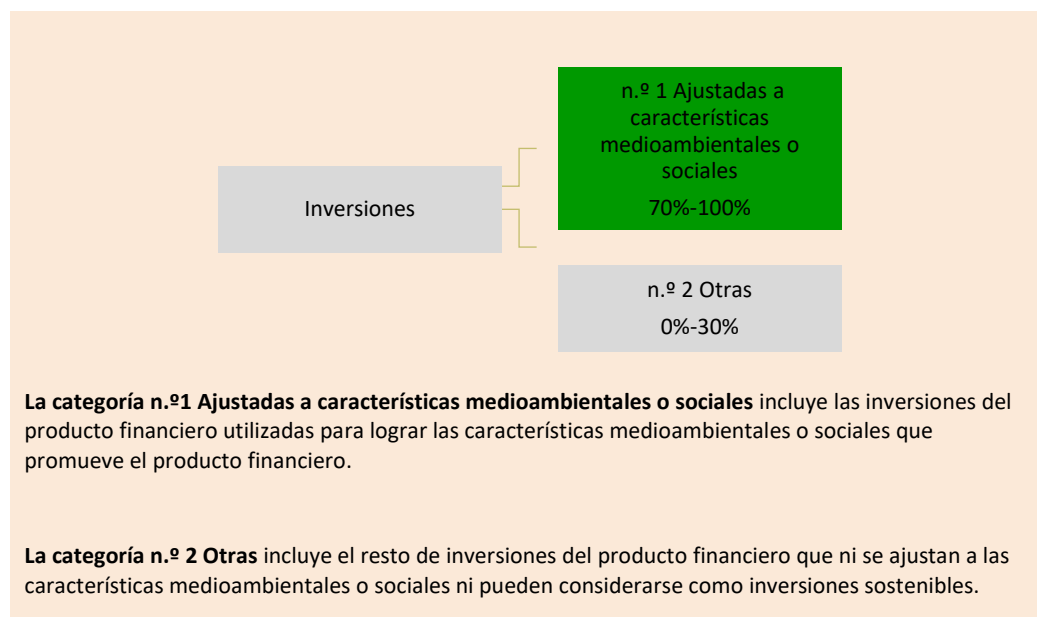 n.º 1 Ajustadas a
características
medioambientales o
sociales
70%-100%
Inversiones
n.º 2 Otras
0%-30%
La categoría n.º1 Ajustadas a características medioambientales o sociales incluye las inversiones del
producto financiero utilizadas para lograr las características medioambientales o sociales que
promueve el producto financiero.
La categoría n.º 2 Otras incluye el resto de inversiones del producto financiero que ni se ajustan a las
características medioambientales o sociales ni pueden considerarse como inversiones sostenibles.